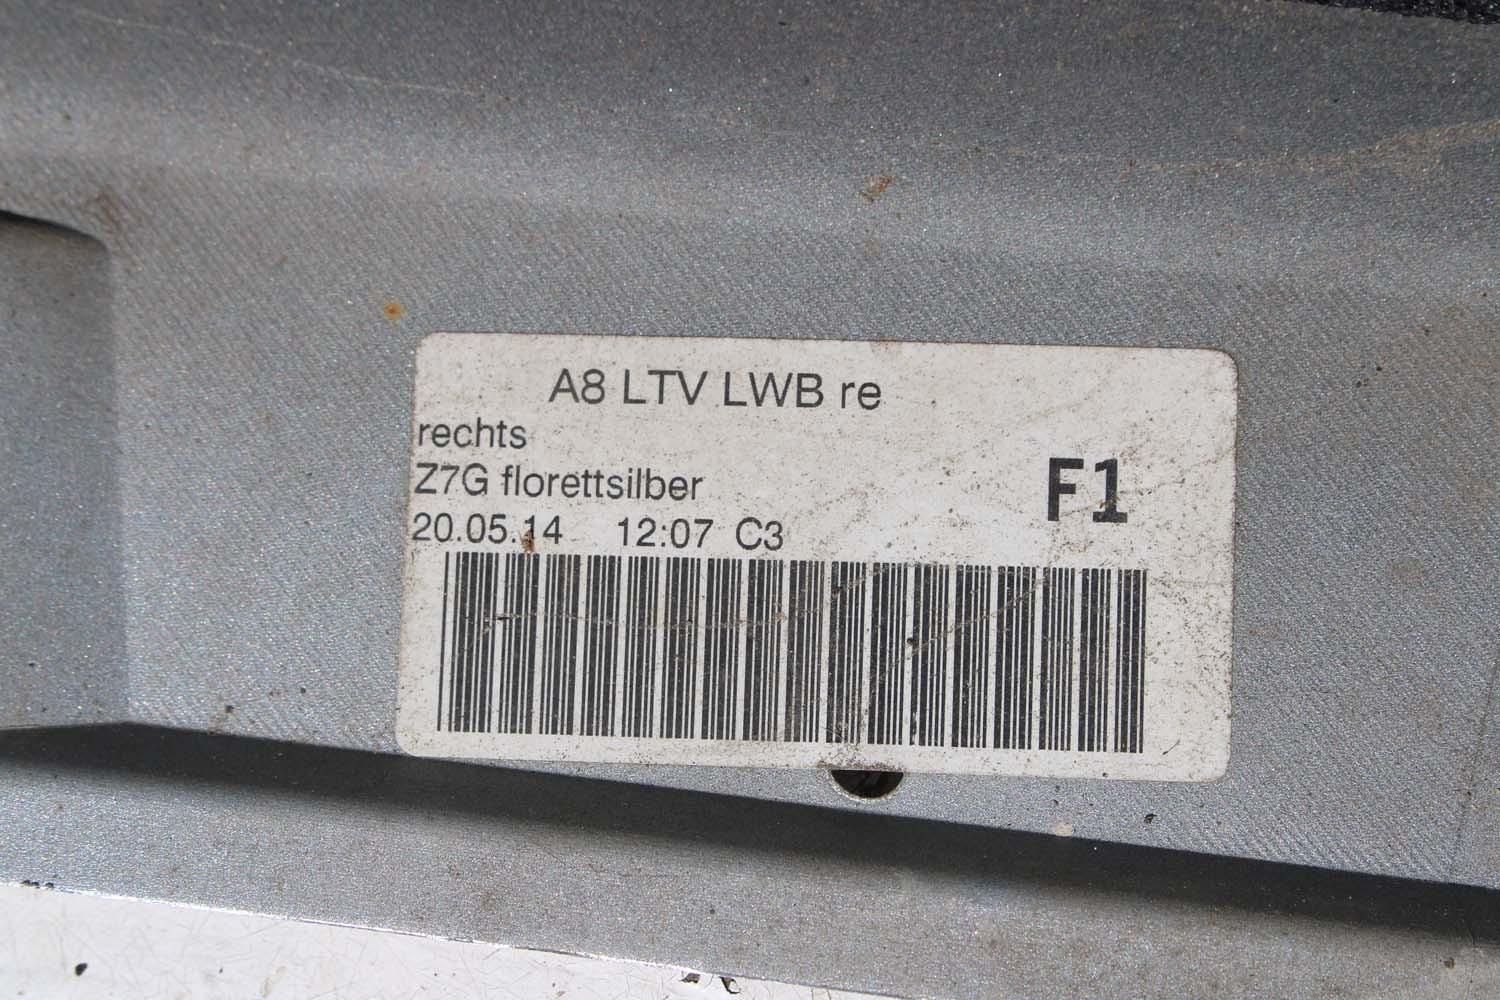 A8 LTV LWB re
rechts
Z7G florettsilber
F1
20.05.14 12:07 C3